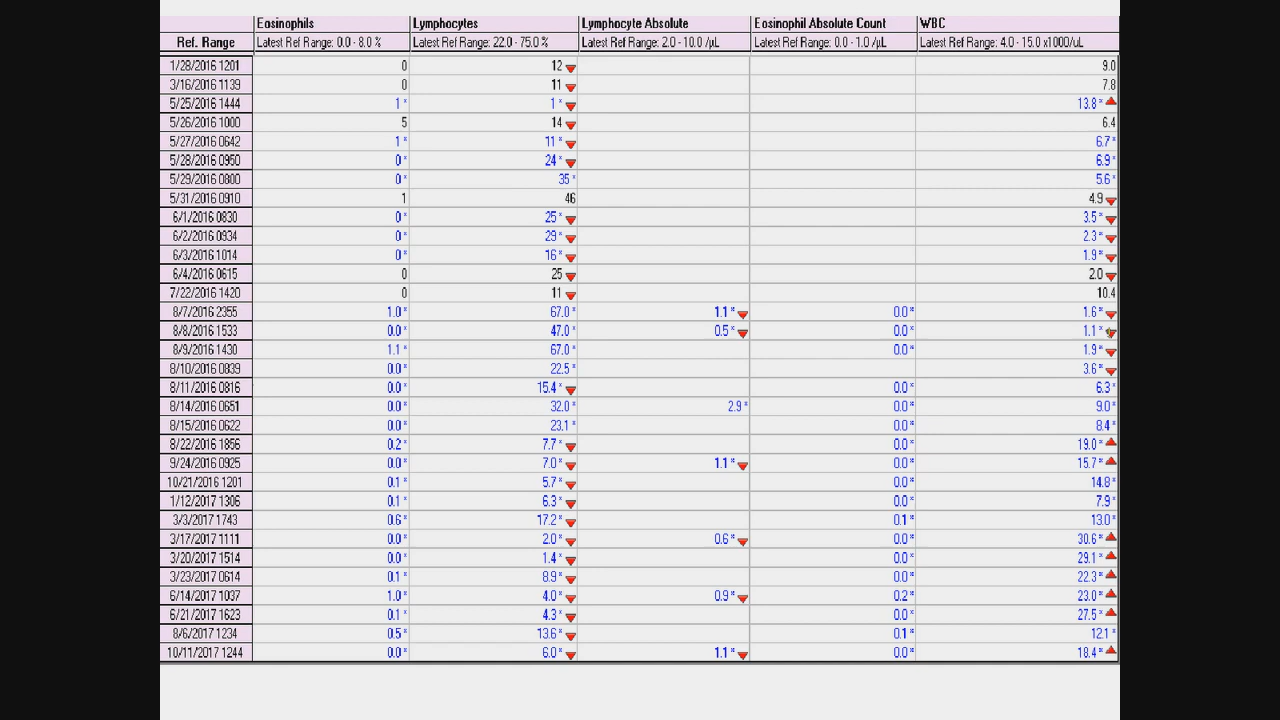 Eosinophils Lymphocytes Lymphocyte Absolute Eosinophil Absolute Count WBC
Ref. Range Latest Ref Range: 0.0 - 8.0 % Latest Ref Range: 22.0 - 75.0 % Latest Ref Range: 2.0 - 10.0 /µL Latest Ref Range: 0.0 - 1.0 /µL Latest Ref Range: 4.0 - 15.0 x1000/uL
1/28/2016 1201 0 12 9.0
3/16/2016 1139 0 11 7.8
5/25/2016 1444 1 * 1 * 13.8 *
5/26/2016 1000 5 14 6.4
5/27/2016 0642 1 * 11 * 6.7 *
5/28/2016 0950 0 * 24 * 6.9 *
5/29/2016 0800 0 * 35 * 5.6 *
5/31/2016 0910 1 46 4.9
6/1/2016 0830 0 * 25 * 3.5 *
6/2/2016 0934 0 * 29 * 2.3 *
6/3/2016 1014 0 * 16 * 1.9 *
6/4/2016 0615 0 25 2.0
7/22/2016 1420 0 11 10.4
8/7/2016 2355 1.0 * 67.0 * 1.1 * 0.0 * 1.6 *
8/8/2016 1533 0.0 * 47.0 * 0.5 * 0.0 * 1.1 *
8/9/2016 1430 1.1 * 67.0 * 0.0 * 1.9 *
8/10/2016 0839 0.0 * 22.5 * 3.6 *
8/11/2016 0816 0.0 * 15.4 * 0.0 * 6.3 *
8/14/2016 0651 0.0 * 32.0 * 2.9 * 0.0 * 9.0 *
8/15/2016 0622 0.0 * 23.1 * 0.0 * 8.4 *
8/22/2016 1856 0.2 * 7.7 * 0.0 * 19.0 *
9/24/2016 0925 0.0 * 7.0 * 1.1 * 0.0 * 15.7 *
10/21/2016 1201 0.1 * 5.7 * 0.0 * 14.8 *
1/12/2017 1306 0.1 * 6.3 * 0.0 * 7.9 *
3/3/2017 1743 0.6 * 17.2 * 0.1 * 13.0 *
3/17/2017 1111 0.0 * 2.0 * 0.6 * 0.0 * 30.6 *
3/20/2017 1514 0.0 * 1.4 * 0.0 * 29.1 *
3/23/2017 0614 0.1 * 8.9 * 0.0 * 22.3 *
6/14/2017 1037 1.0 * 4.0 * 0.9 * 0.2 * 23.0 *
6/21/2017 1623 0.1 * 4.3 * 0.0 * 27.5 *
8/6/2017 1234 0.5 * 13.6 * 0.1 * 12.1 *
10/11/2017 1244 0.0 * 6.0 * 1.1 * 0.0 * 18.4 *